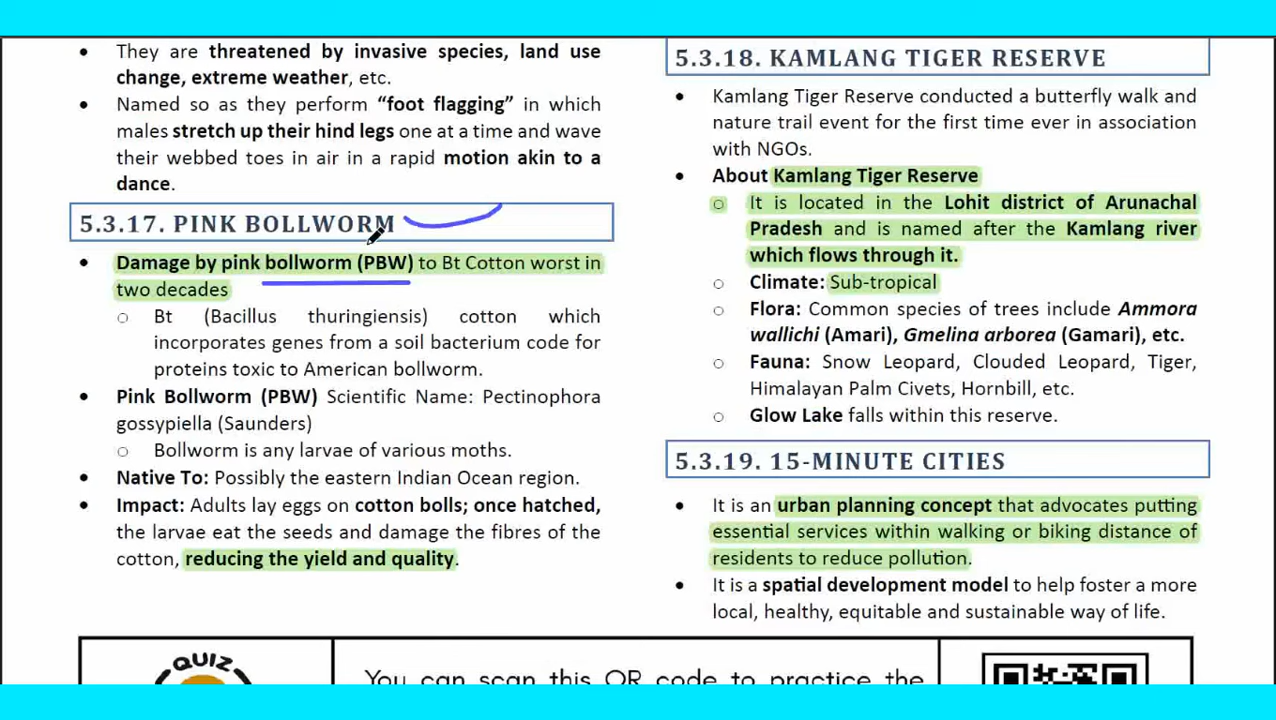 • They are threatened by invasive species, land use
change, extreme weather, etc.
• Named so as they perform “foot flagging” in which
males stretch up their hind legs one at a time and wave
their webbed toes in air in a rapid motion akin to a
dance.
5.3.17. PINK BOLLWORM
• Damage by pink bollworm (PBW) to Bt Cotton worst in
two decades
○ Bt (Bacillus thuringiensis) cotton which
incorporates genes from a soil bacterium code for
proteins toxic to American bollworm.
• Pink Bollworm (PBW) Scientific Name: Pectinophora
gossypiella (Saunders)
○ Bollworm is any larvae of various moths.
• Native To: Possibly the eastern Indian Ocean region.
• Impact: Adults lay eggs on cotton bolls; once hatched,
the larvae eat the seeds and damage the fibres of the
cotton, reducing the yield and quality.
5.3.18. KAMLANG TIGER RESERVE
• Kamlang Tiger Reserve conducted a butterfly walk and
nature trail event for the first time ever in association
with NGOs.
• About Kamlang Tiger Reserve
○ It is located in the Lohit district of Arunachal
Pradesh and is named after the Kamlang river
which flows through it.
○ Climate: Sub-tropical
○ Flora: Common species of trees include Ammora
wallichi (Amari), Gmelina arborea (Gamari), etc.
○ Fauna: Snow Leopard, Clouded Leopard, Tiger,
Himalayan Palm Civets, Hornbill, etc.
○ Glow Lake falls within this reserve.
5.3.19. 15-MINUTE CITIES
• It is an urban planning concept that advocates putting
essential services within walking or biking distance of
residents to reduce pollution.
• It is a spatial development model to help foster a more
local, healthy, equitable and sustainable way of life.
QUIZ
You can scan this QR code to practice the